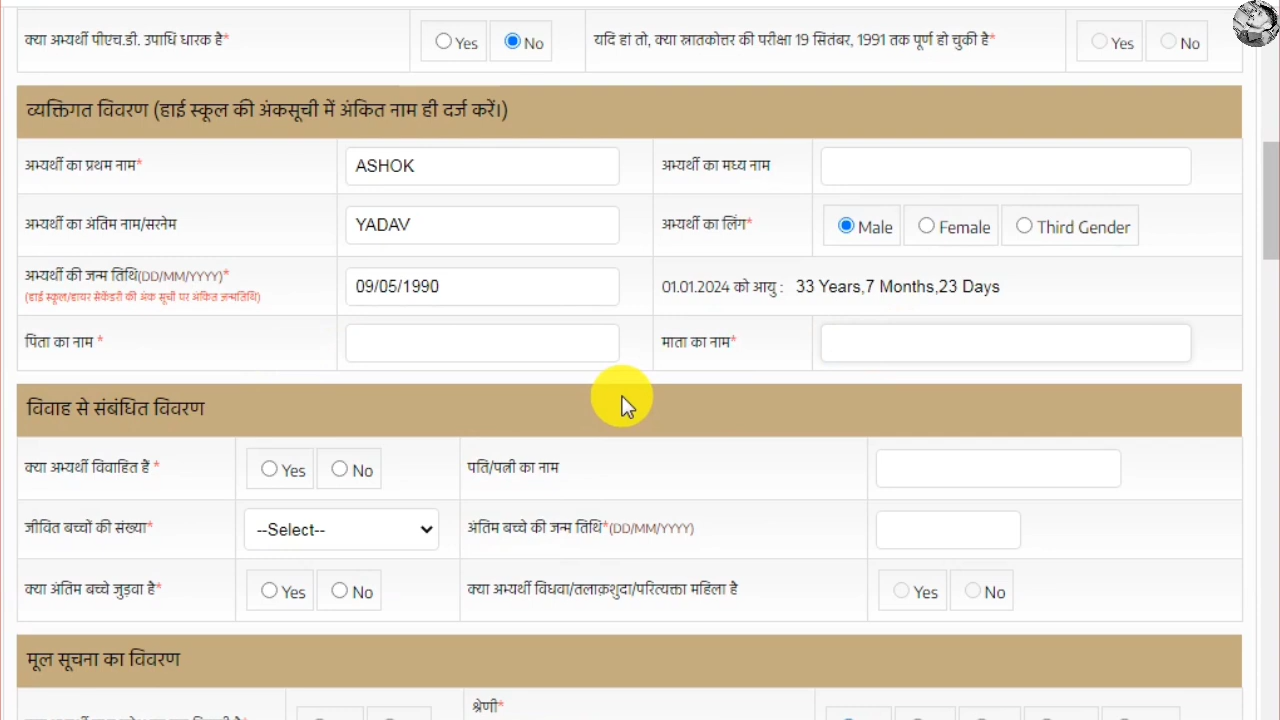 क्या अभ्यर्थी पीएच.डी. उपाधि धारक है* Yes No यदि हां तो, क्या स्नातकोत्तर की परीक्षा 19 सितंबर, 1991 तक पूर्ण हो चुकी है* Yes No
व्यक्तिगत विवरण (हाई स्कूल की अंकसूची में अंकित नाम ही दर्ज करें।)
अभ्यर्थी का प्रथम नाम* ASHOK अभ्यर्थी का मध्य नाम
अभ्यर्थी का अंतिम नाम/सरनेम YADAV अभ्यर्थी का लिंग* Male Female Third Gender
अभ्यर्थी की जन्म तिथि(DD/MM/YYYY)* 09/05/1990 01.01.2024 को आयु : 33 Years,7 Months,23 Days
(हाई स्कूल/हायर सेकेंडरी की अंक सूची पर अंकित जन्मतिथि)
पिता का नाम * माता का नाम*
विवाह से संबंधित विवरण
क्या अभ्यर्थी विवाहित हैं * Yes No पति/पत्नी का नाम
जीवित बच्चों की संख्या* --Select-- अंतिम बच्चे की जन्म तिथि*(DD/MM/YYYY)
क्या अंतिम बच्चे जुड़वा है* Yes No क्या अभ्यर्थी विधवा/तलाक़शुदा/परित्यक्ता महिला है Yes No
मूल सूचना का विवरण
श्रेणी*